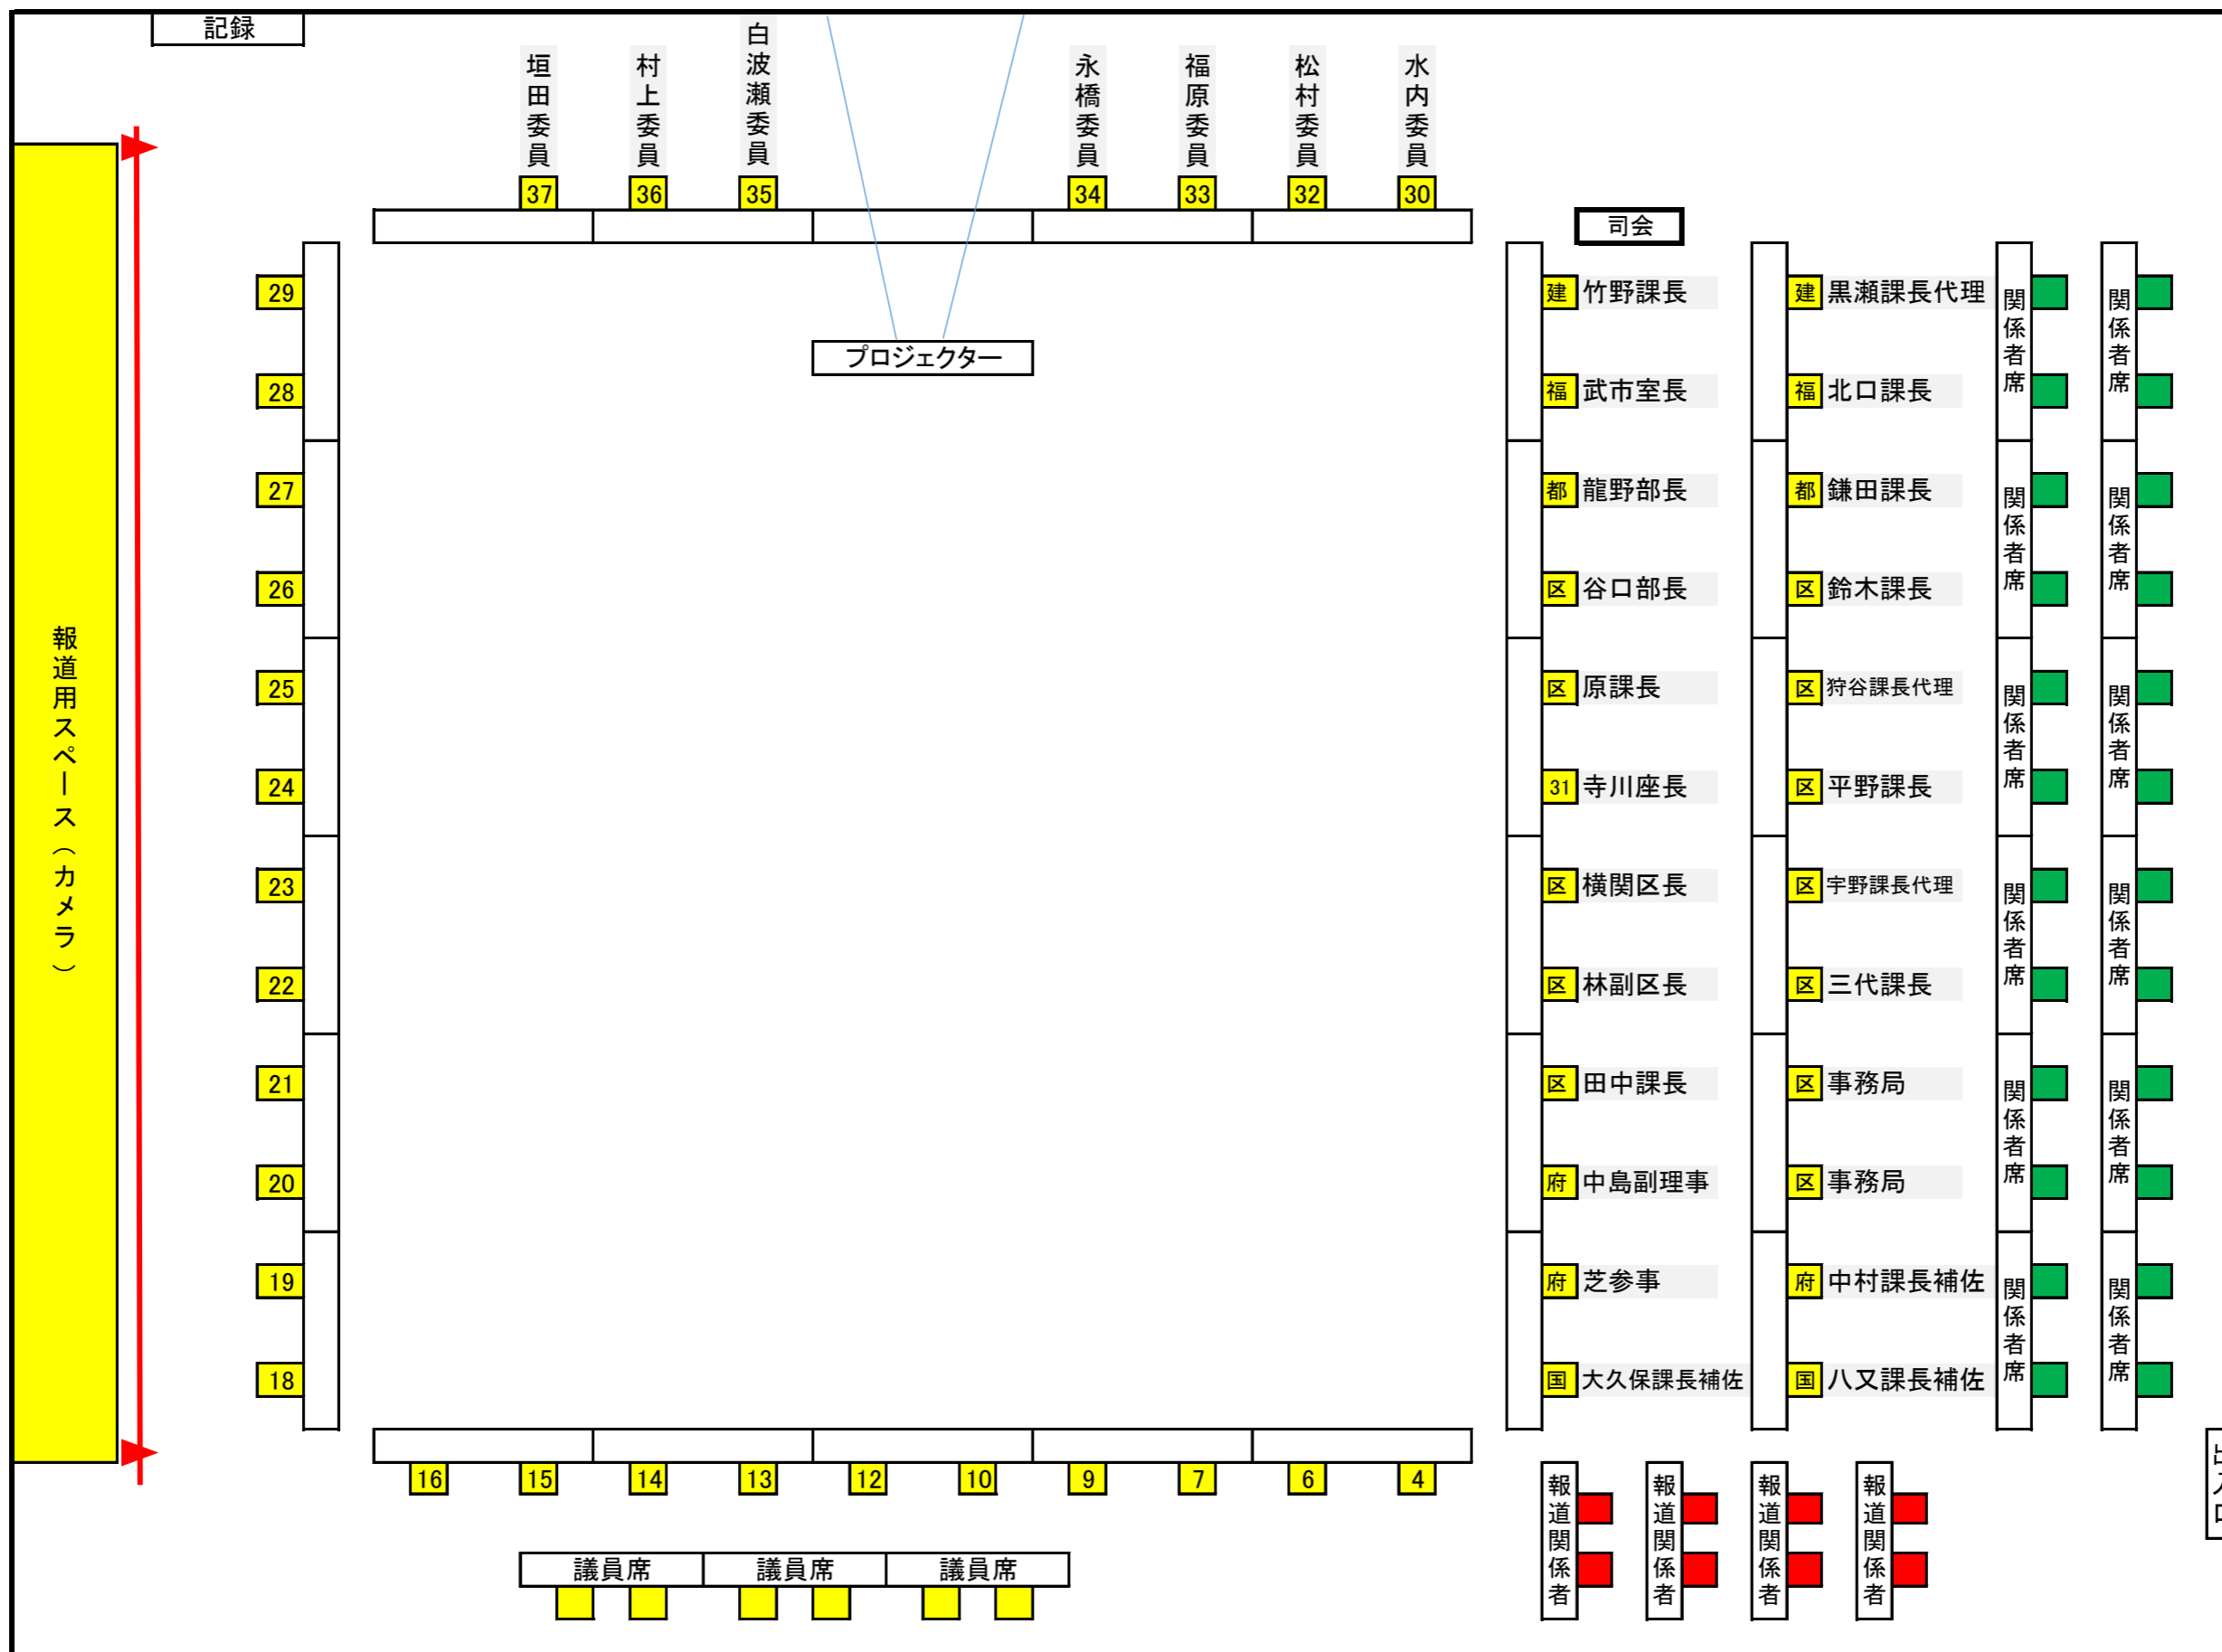 記録
垣田委員
村上委員
白波瀬委員
永橋委員
福原委員
松村委員
水内委員
37
36
35
34
33
32
30
司会
プロジェクター
報道用スペース（カメラ）
29
28
27
26
25
24
23
22
21
20
19
18
建 竹野課長
福 武市室長
都 龍野部長
区 谷口部長
区 原課長
31 寺川座長
区 横関区長
区 林副区長
区 田中課長
府 中島副理事
府 芝参事
国 大久保課長補佐
建 黒瀬課長代理
福 北口課長
都 鎌田課長
区 鈴木課長
区 狩谷課長代理
区 平野課長
区 宇野課長代理
区 三代課長
区 事務局
区 事務局
府 中村課長補佐
国 八又課長補佐
関係者席
関係者席
関係者席
関係者席
関係者席
関係者席
関係者席
関係者席
関係者席
関係者席
関係者席
関係者席
16
15
14
13
12
10
9
7
6
4
議員席
議員席
議員席
報道関係者
報道関係者
報道関係者
報道関係者
出入口